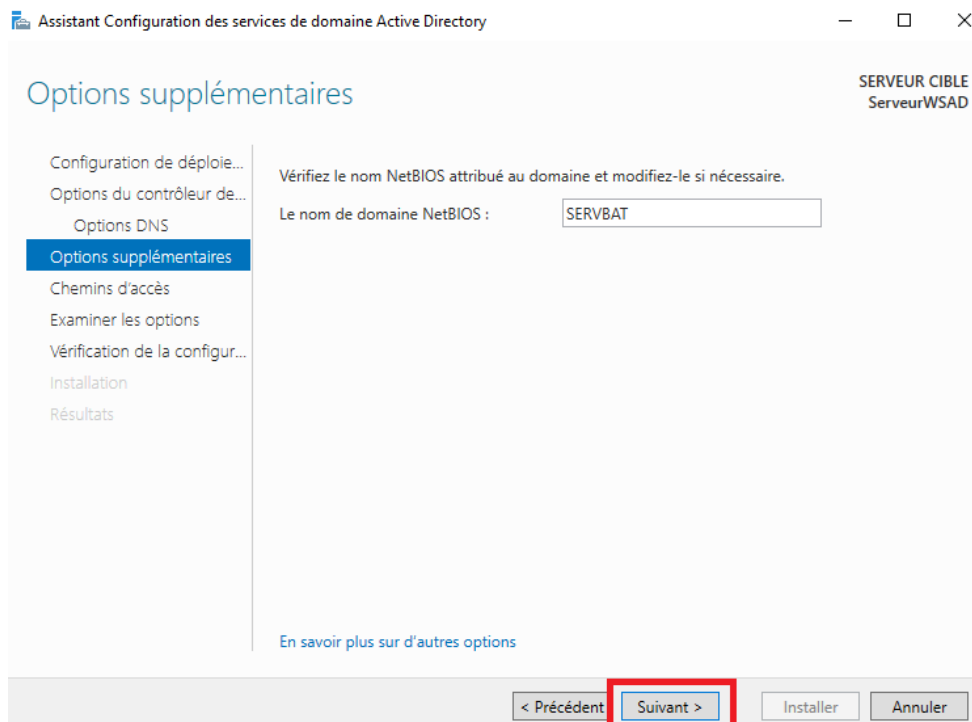 Assistant Configuration des services de domaine Active Directory
Options supplémentaires
SERVEUR CIBLE
ServeurWSAD
Configuration de déploie...
Options du contrôleur de...
Options DNS
Options supplémentaires
Chemins d'accès
Examiner les options
Vérification de la configur...
Installation
Résultats
Vérifiez le nom NetBIOS attribué au domaine et modifiez-le si nécessaire.
Le nom de domaine NetBIOS : SERVBAT
En savoir plus sur d'autres options
< Précédent Suivant > Installer Annuler